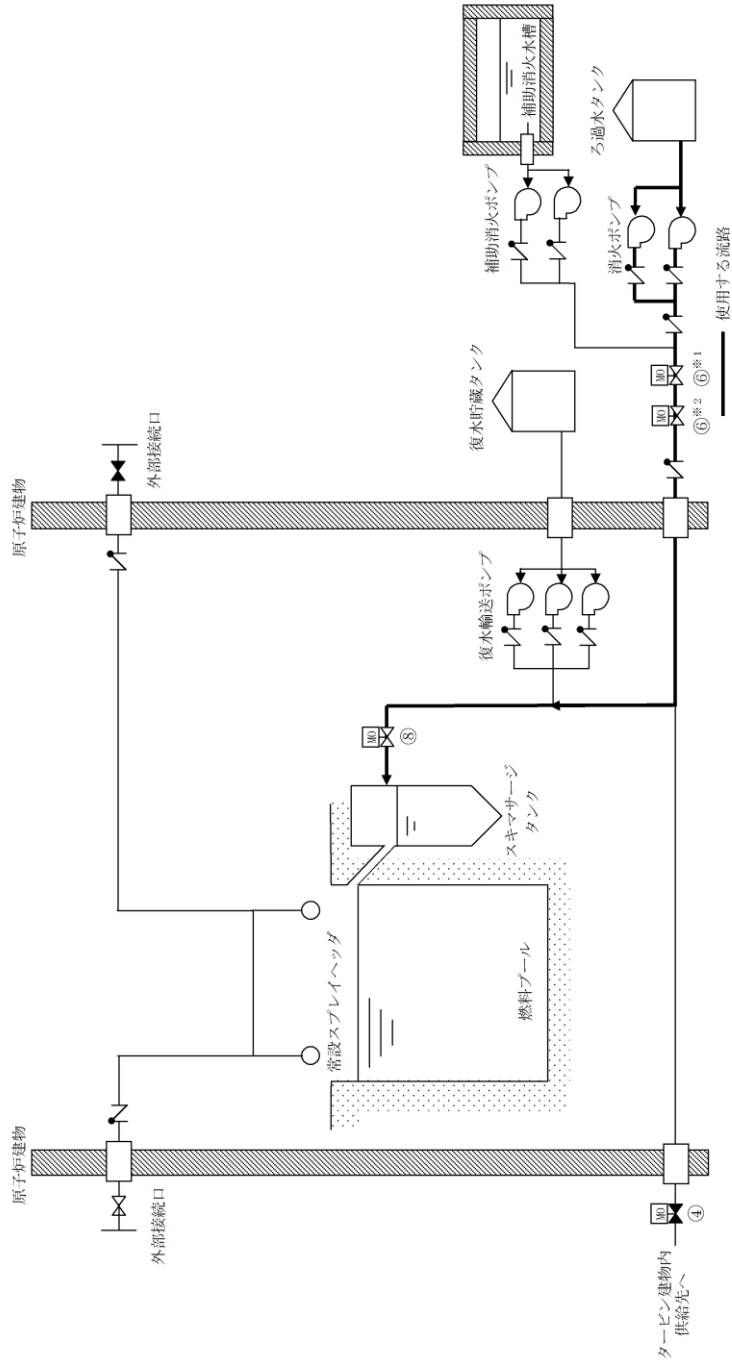 原子炉建物
外部接続口
原子炉建物
外部接続口
常設スプレイヘッダ
燃料プール
スキマサージ
タンク
MO
⑧
復水輸送ポンプ
復水貯蔵タンク
補助消火ポンプ
補助消火水槽
消火ポンプ
ろ過水タンク
MO
⑥※2
MO
⑥※1
MO
④
タービン建物内
供給先へ
使用する流路